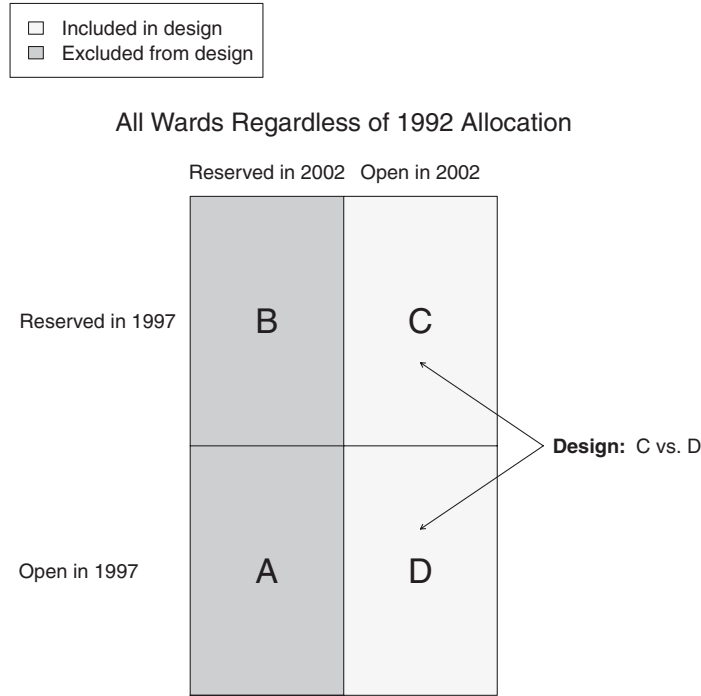 Included in design
Excluded from design
All Wards Regardless of 1992 Allocation
Reserved in 2002 Open in 2002
Reserved in 1997
B
C
Design: C vs. D
Open in 1997
A
D